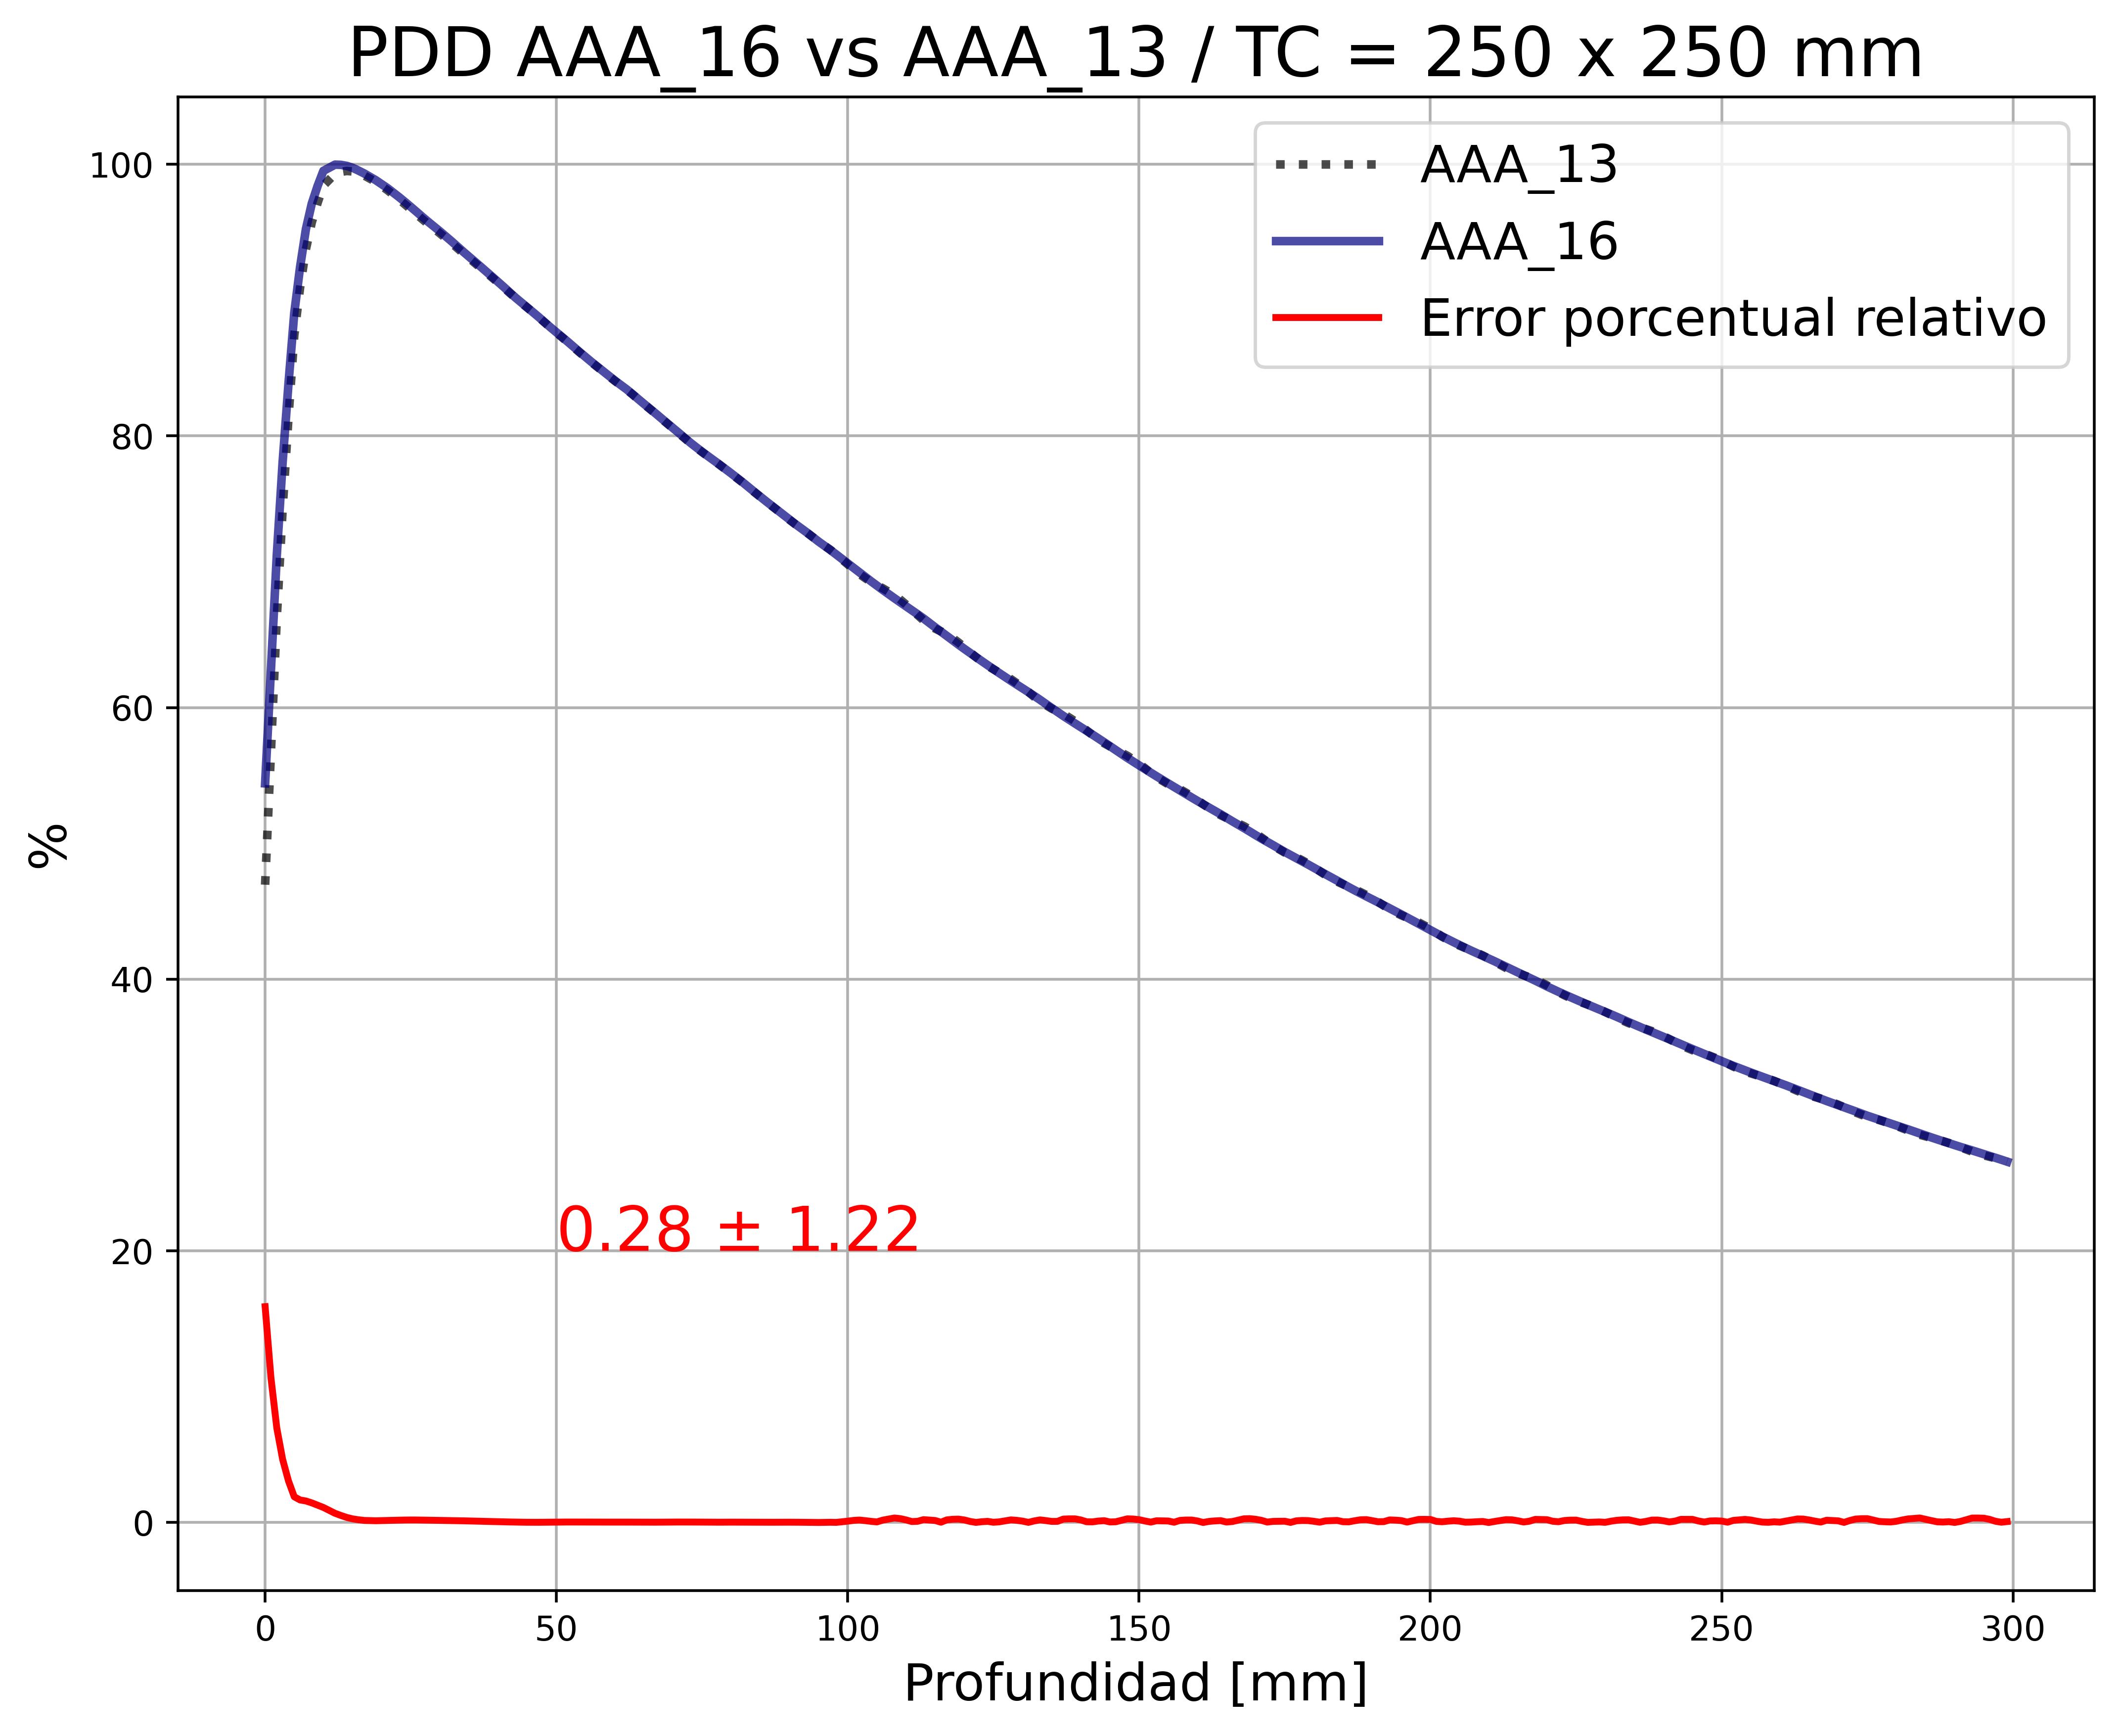 PDD AAA_16 vs AAA_13 / TC = 250 x 250 mm
AAA_13
AAA_16
Error porcentual relativo
100
80
60
40
20
0
%
0.28 ± 1.22
0 50 100 150 200 250 300
Profundidad [mm]